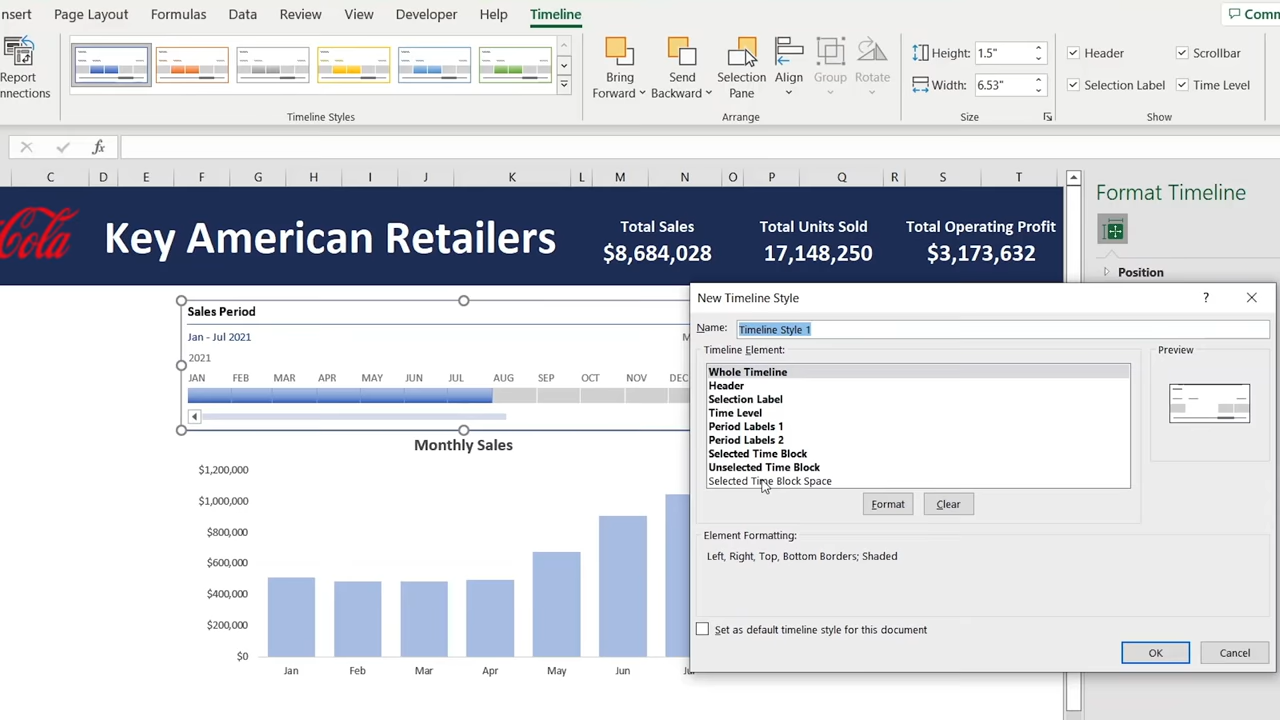 nsert Page Layout Formulas Data Review View Developer Help Timeline Comm
Report
nnections
Timeline Styles
Bring
Forward
Send
Backward
Selection
Pane
Align
Group
Rotate
Arrange
Height: 1.5"
Width: 6.53"
Size
Header
Scrollbar
Selection Label
Time Level
Show
fx
C D E F G H I J K L M N O P Q R S T
Cola
Key American Retailers
Total Sales
$8,684,028
Total Units Sold
17,148,250
Total Operating Profit
$3,173,632
Format Timeline
Position
Sales Period
Jan - Jul 2021
M
2021
JAN FEB MAR APR MAY JUN JUL AUG SEP OCT NOV DEC
Monthly Sales
$1,200,000
$1,000,000
$800,000
$600,000
$400,000
$200,000
$0
Jan Feb Mar Apr May Jun Jul
New Timeline Style
?
Name: Timeline Style 1
Timeline Element:
Whole Timeline
Header
Selection Label
Time Level
Period Labels 1
Period Labels 2
Selected Time Block
Unselected Time Block
Selected Time Block Space
Preview
Format
Clear
Element Formatting:
Left, Right, Top, Bottom Borders; Shaded
Set as default timeline style for this document
OK
Cancel